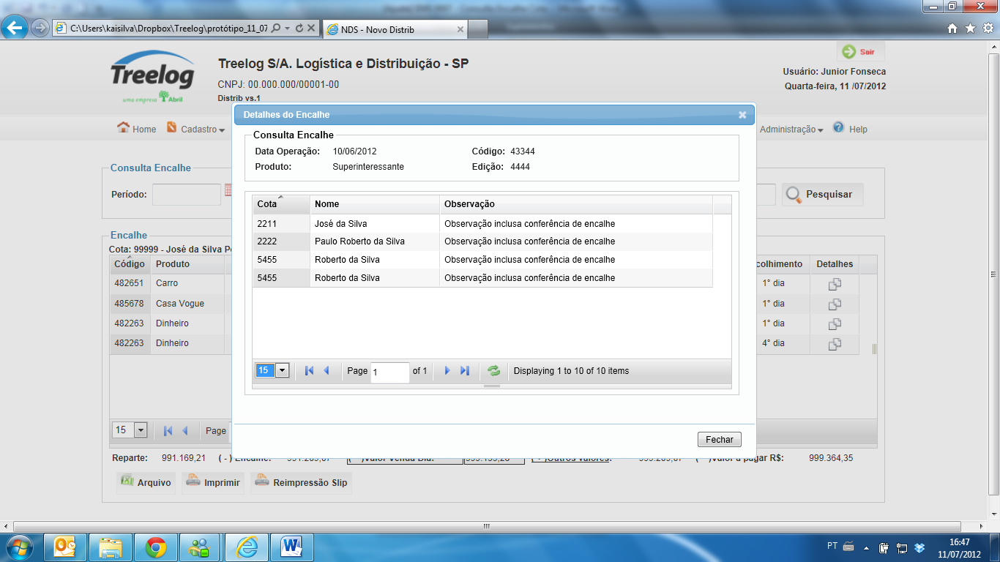 C:\Users\kaisilva\Dropbox\Treelog\protótipo_11_07
NDS - Novo Distrib
Treelog
uma empresa Abril
Treelog S/A. Logística e Distribuição - SP
CNPJ: 00.000.000/00001-00
Distrib vs.1
Sair
Usuário: Junior Fonseca
Quarta-feira, 11 /07/2012
Home Cadastro Administração Help
Detalhes do Encalhe
Consulta Encalhe
Data Operação: 10/06/2012 Código: 43344
Produto: Superinteressante Edição: 4444
Cota Nome Observação
2211 José da Silva Observação inclusa conferência de encalhe
2222 Paulo Roberto da Silva Observação inclusa conferência de encalhe
5455 Roberto da Silva Observação inclusa conferência de encalhe
5455 Roberto da Silva Observação inclusa conferência de encalhe
15 Page 1 of 1 Displaying 1 to 10 of 10 items
Fechar
Consulta Encalhe
Período: Pesquisar
Encalhe
Cota: 99999 - José da Silva
Código Produto colhimento Detalhes
482651 Carro 1° dia
485678 Casa Vogue 1° dia
482263 Dinheiro 1° dia
482263 Dinheiro 4° dia
15 Page
Reparte: 991.169,21 ( - ) Encalhe: Valor Venda Dia: Outros valores: Valor a pagar R$: 999.364,35
Arquivo Imprimir Reimpressão Slip
PT 16:47
11/07/2012